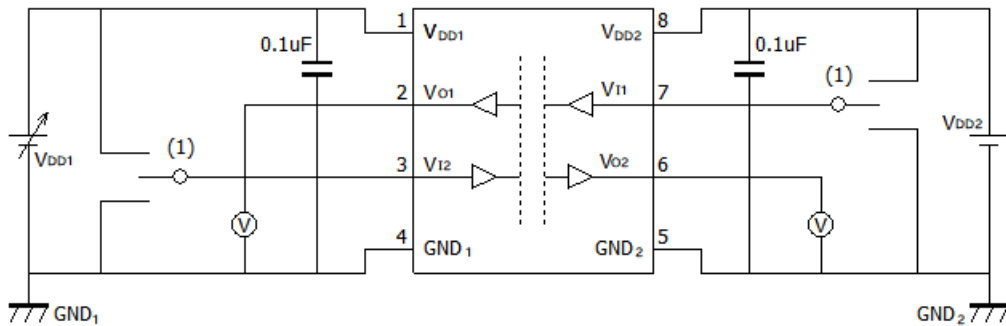 1
VDD1
VDD2
8
0.1uF
0.1uF
2
VO1
VI1
7
(1)
VDD1
VDD2
(1)
3
VI2
VO2
6
V
V
4
GND1
GND2
5
GND1
GND2